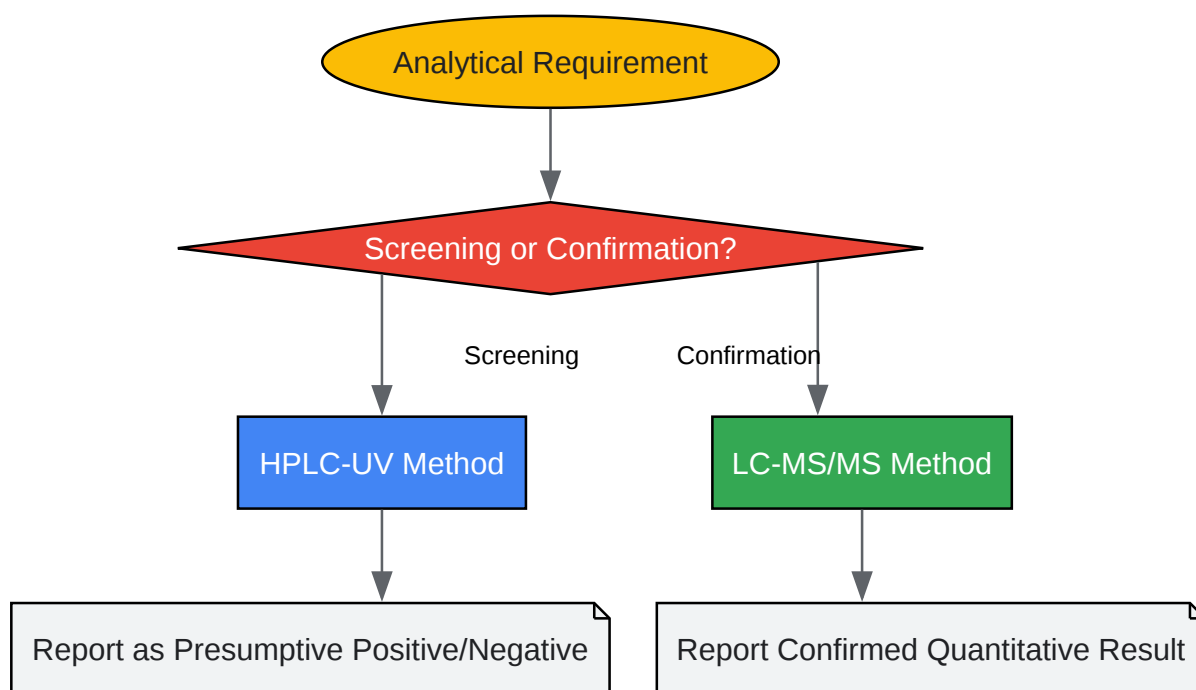 Analytical Requirement
Screening or Confirmation?
Screening
Confirmation
HPLC-UV Method
LC-MS/MS Method
Report as Presumptive Positive/Negative
Report Confirmed Quantitative Result